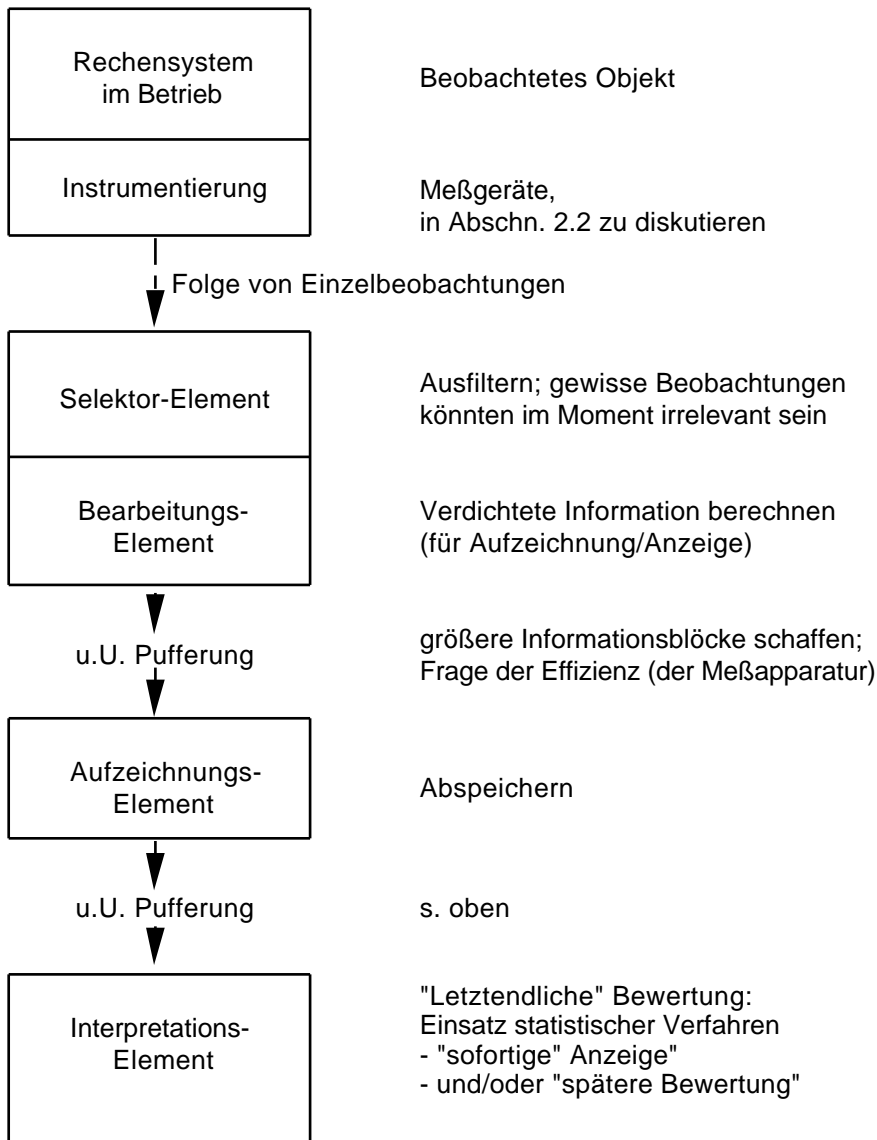 Rechensystem
im Betrieb
Beobachtetes Objekt
Instrumentierung
Meßgeräte,
in Abschn. 2.2 zu diskutieren
Folge von Einzelbeobachtungen
Selektor-Element
Ausfiltern; gewisse Beobachtungen
könnten im Moment irrelevant sein
Bearbeitungs-
Element
Verdichtete Information berechnen
(für Aufzeichnung/Anzeige)
u.U. Pufferung
größere Informationsblöcke schaffen;
Frage der Effizienz (der Meßapparatur)
Aufzeichnungs-
Element
Abspeichern
u.U. Pufferung
s. oben
Interpretations-
Element
"Letztendliche" Bewertung:
Einsatz statistischer Verfahren
- "sofortige" Anzeige"
- und/oder "spätere Bewertung"